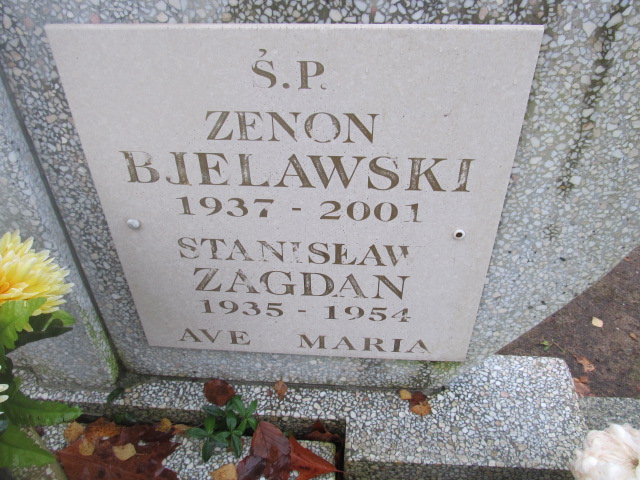 Ś.P.
ZENON
BJELAWSKI
1937 - 2001
STANISŁAW
ZAGDAN
1935 - 1954
AVE MARIA